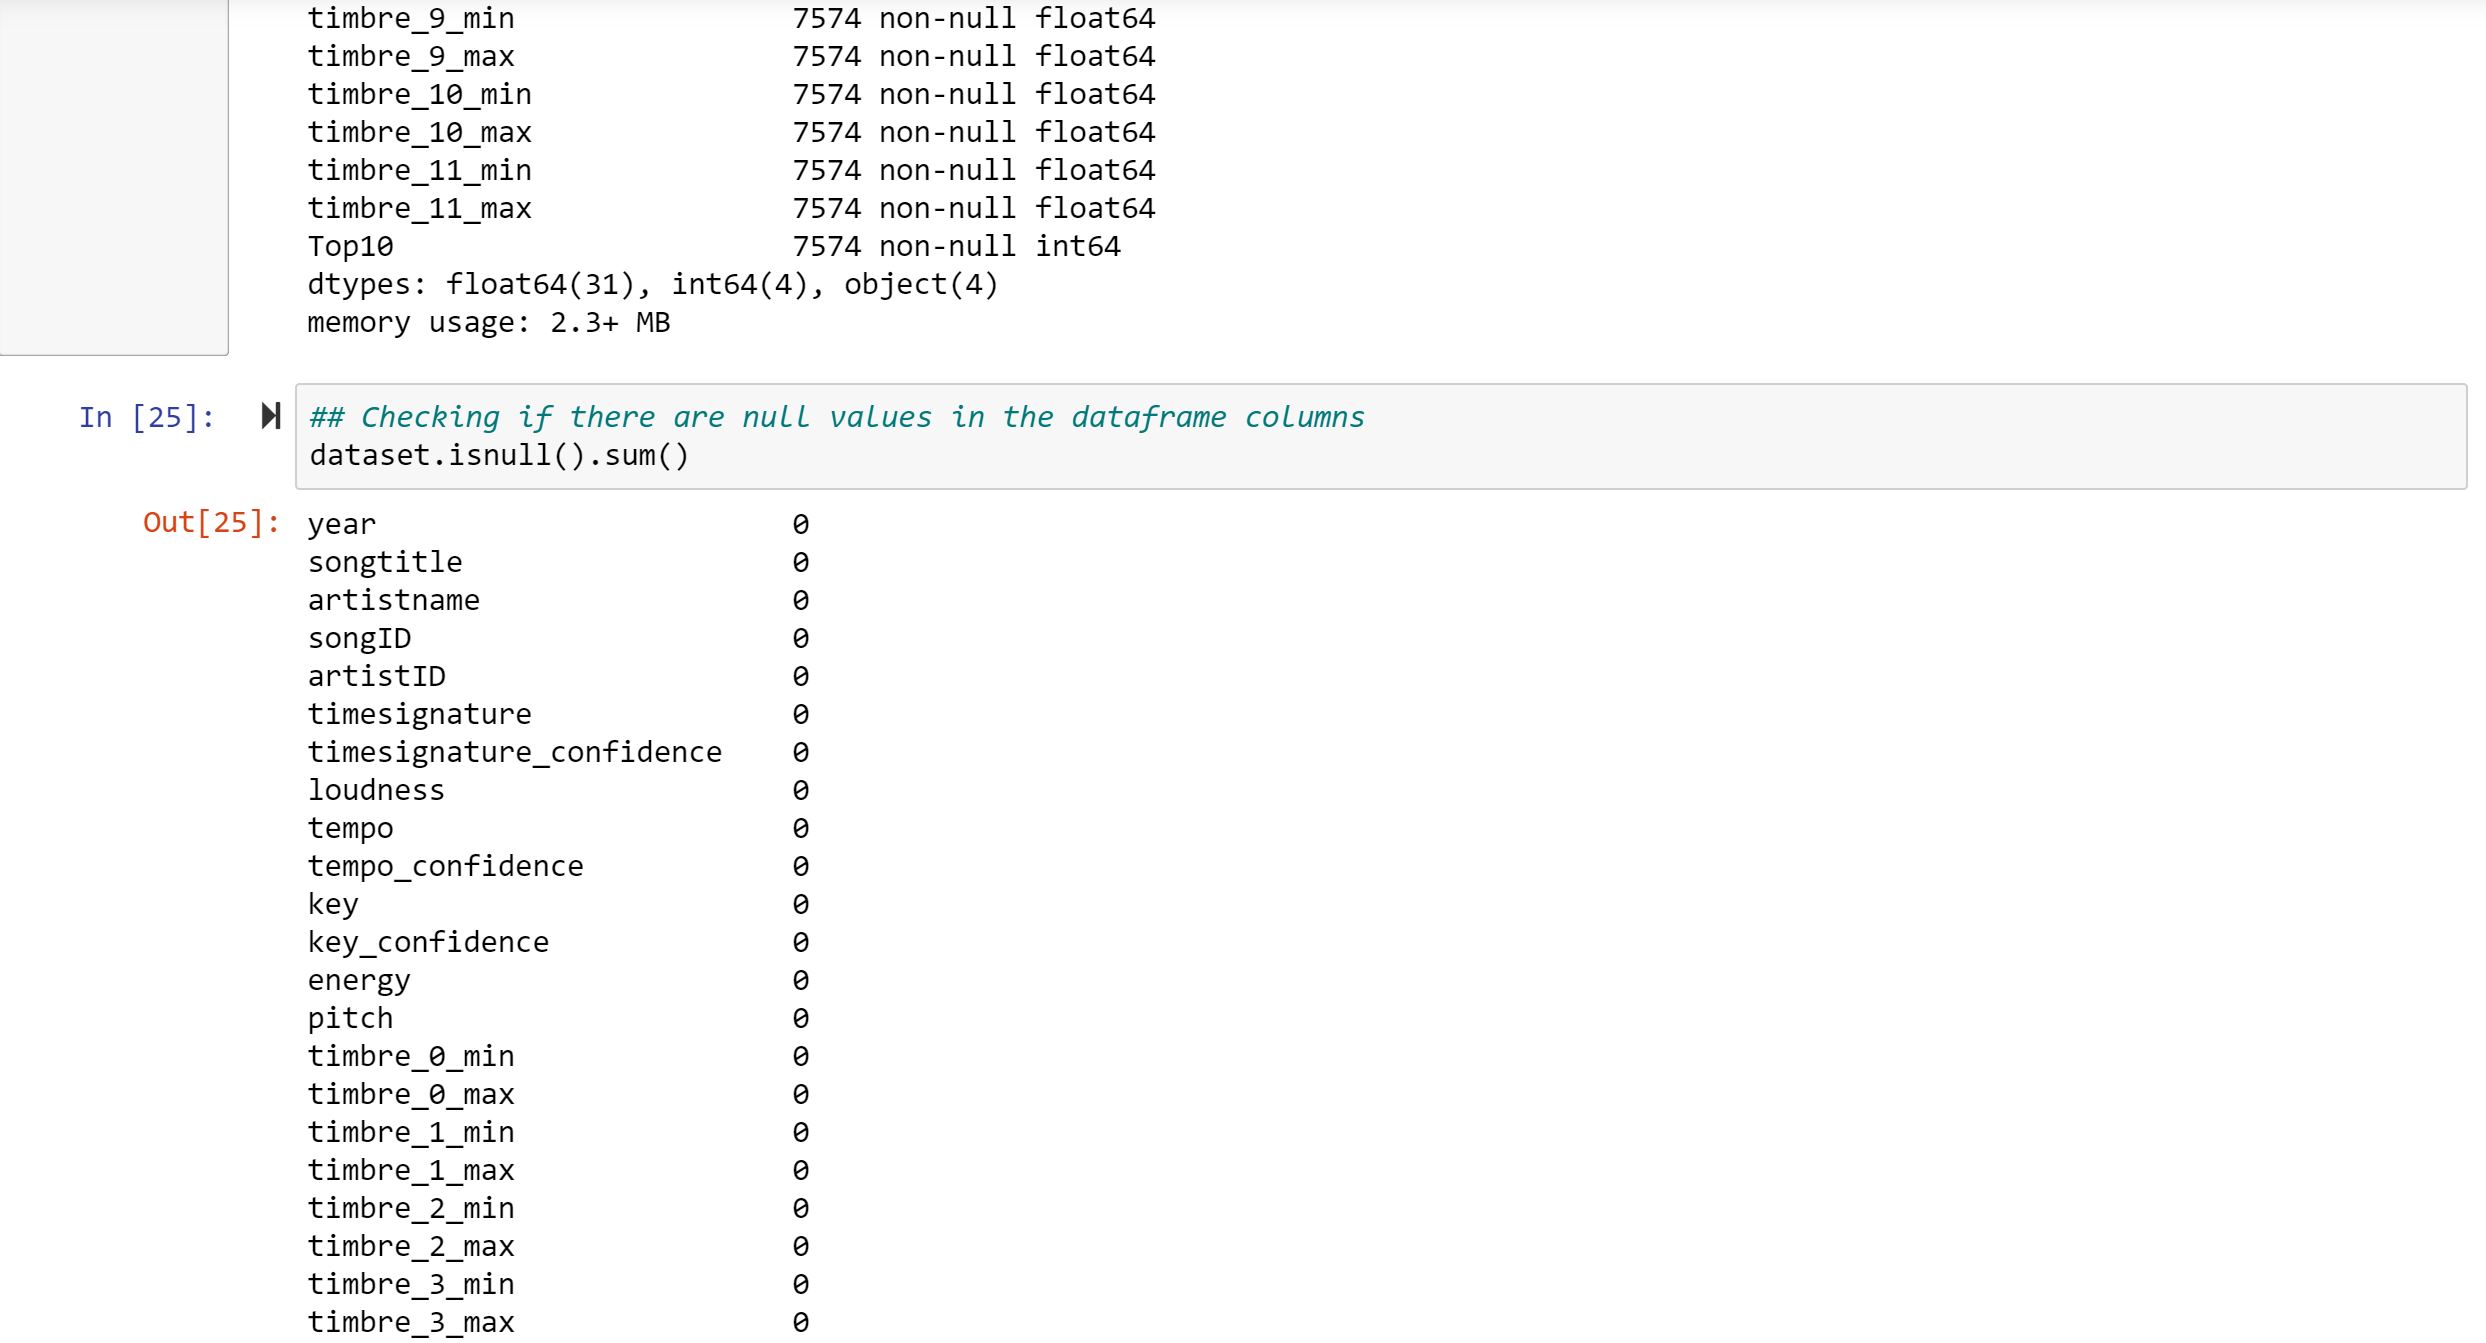 timbre_9_min 7574 non-null float64
timbre_9_max 7574 non-null float64
timbre_10_min 7574 non-null float64
timbre_10_max 7574 non-null float64
timbre_11_min 7574 non-null float64
timbre_11_max 7574 non-null float64
Top10 7574 non-null int64
dtypes: float64(31), int64(4), object(4)
memory usage: 2.3+ MB
In [25]: ## Checking if there are null values in the dataframe columns
dataset.isnull().sum()
Out[25]: year 0
songtitle 0
artistname 0
songID 0
artistID 0
timesignature 0
timesignature_confidence 0
loudness 0
tempo 0
tempo_confidence 0
key 0
key_confidence 0
energy 0
pitch 0
timbre_0_min 0
timbre_0_max 0
timbre_1_min 0
timbre_1_max 0
timbre_2_min 0
timbre_2_max 0
timbre_3_min 0
timbre_3_max 0